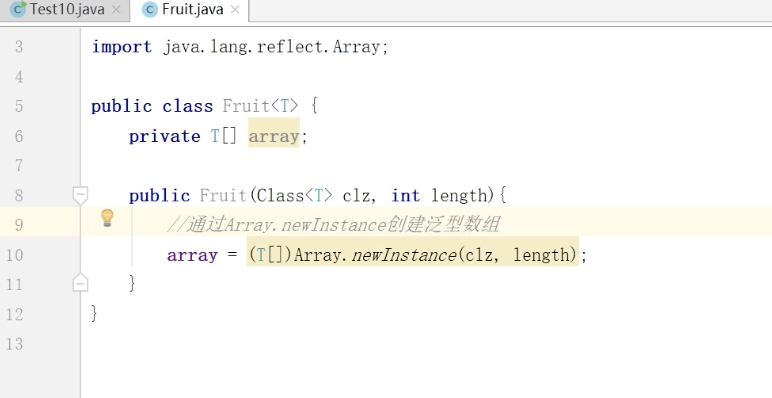 Test10.java
Fruit.java
3 import java.lang.reflect.Array;
4
5 public class Fruit<T> {
6 private T[] array;
7
8 public Fruit(Class<T> clz, int length){
9 //通过Array.newInstance创建泛型数组
10 array = (T[])Array.newInstance(clz, length);
11 }
12 }
13